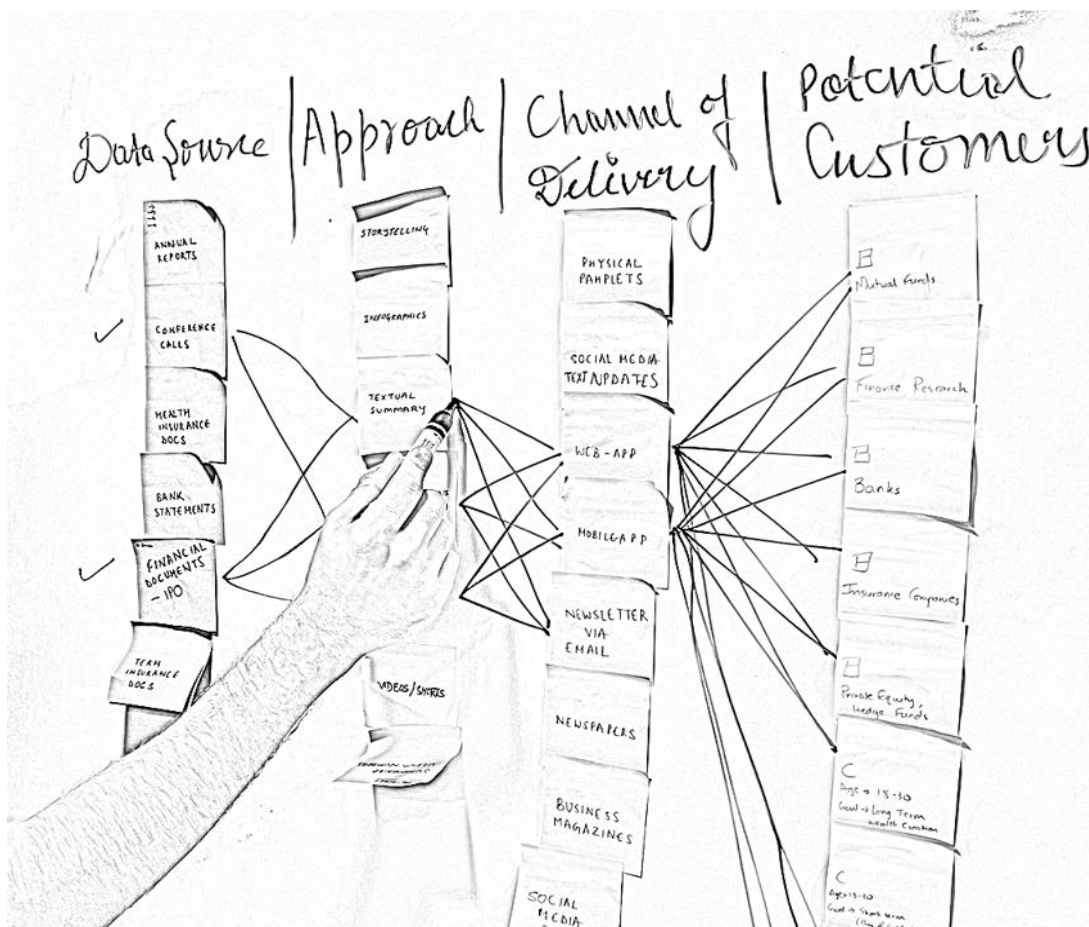 Data Source | Approach | Channel of Delivery | Potential Customers
ANNUAL
REPORTS
CONFERENCE
CALLS
HEALTH
INSURANCE
DOCS
BANK
STATEMENTS
FINANCIAL
DOCUMENTS
- IPO
TERM
INSURANCE
DOCS
STORYTELLING
INFOGRAPHICS
TEXTUAL
SUMMARY
VIDEOS/SHORTS
PHYSICAL
PAMPLETS
SOCIAL MEDIA
TEXT UPDATES
WEB-APP
MOBILE APP
NEWSLETTER
VIA
EMAIL
NEWSPAPERS
BUSINESS
MAGAZINES
SOCIAL
MEDIA
B
Mutual Funds
B
Finance Research
B
Banks
B
Insurance Companies
B
Private Equity,
Hedge Funds
C
Age → 18-30
Goal → Long Term
Wealth Creation
C
Goal → Short term